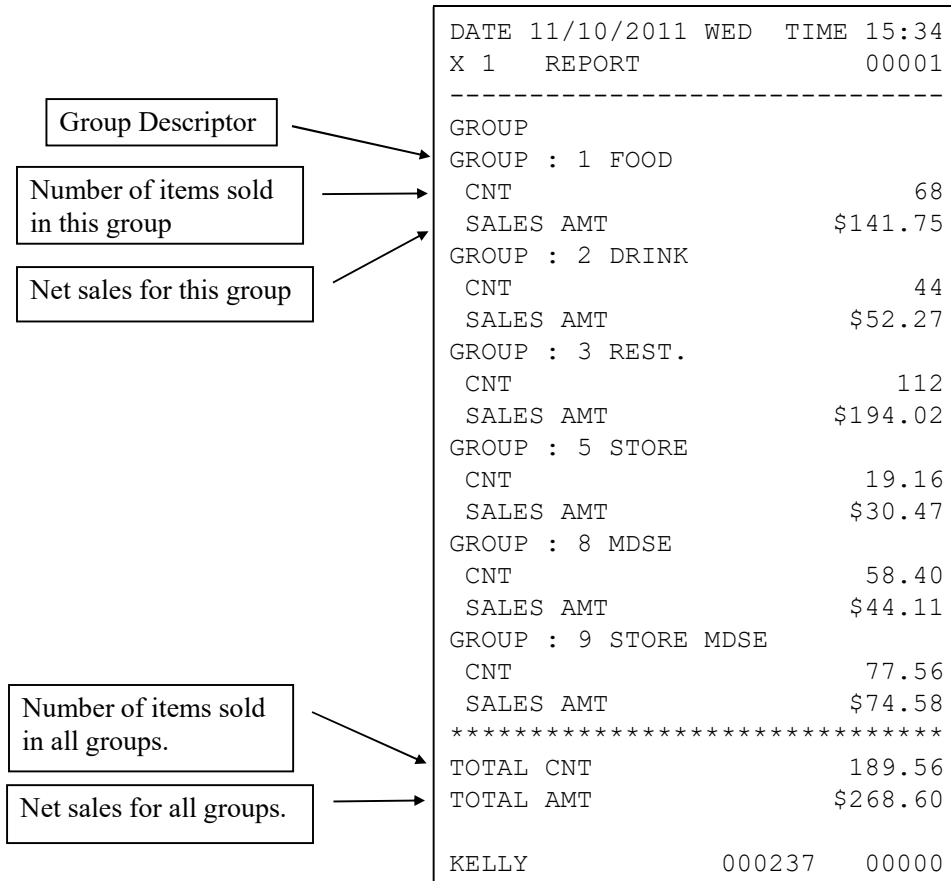 DATE 11/10/2011 WED TIME 15:34
X 1 REPORT 00001
-------------------------------
Group Descriptor
GROUP
GROUP : 1 FOOD
Number of items sold
in this group
CNT 68
Net sales for this group
SALES AMT $141.75
GROUP : 2 DRINK
CNT 44
SALES AMT $52.27
GROUP : 3 REST.
CNT 112
SALES AMT $194.02
GROUP : 5 STORE
CNT 19.16
SALES AMT $30.47
GROUP : 8 MDSE
CNT 58.40
SALES AMT $44.11
GROUP : 9 STORE MDSE
CNT 77.56
SALES AMT $74.58
*******************************
Number of items sold
in all groups.
TOTAL CNT 189.56
Net sales for all groups.
TOTAL AMT $268.60
KELLY 000237 00000